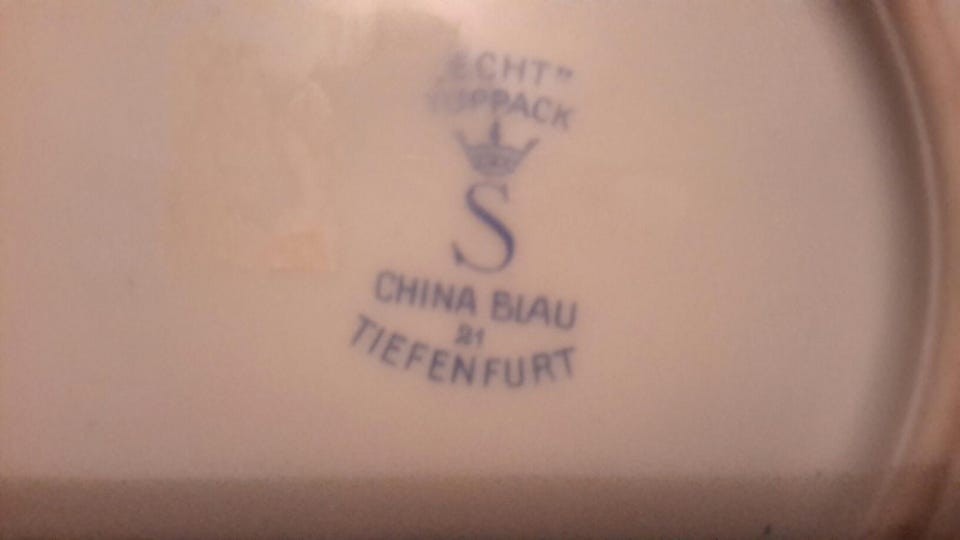 ECHT"
S
CHINA BLAU
21
TIEFENFURT